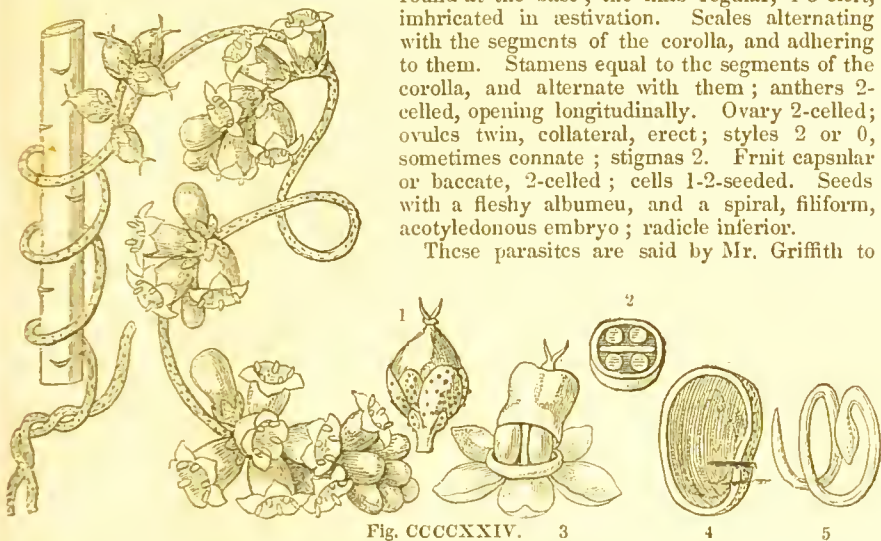 imbricated in æstivation. Scales alternating
with the segments of the corolla, and adhering
to them. Stamens equal to the segments of the
corolla, and alternate with them ; anthers 2-
celled, opening longitudinally. Ovary 2-celled;
ovules twin, collateral, erect; styles 2 or 0,
sometimes connate ; stigmas 2. Fruit capsular
or baccate, 2-celled ; cells 1-2-seeded. Seeds
with a fleshy albumen, and a spiral, filiform,
acotyledonous embryo ; radicle inferior.
These parasites are said by Mr. Griffith to
1
2
Fig. CCCCXXIV. 3 4 5